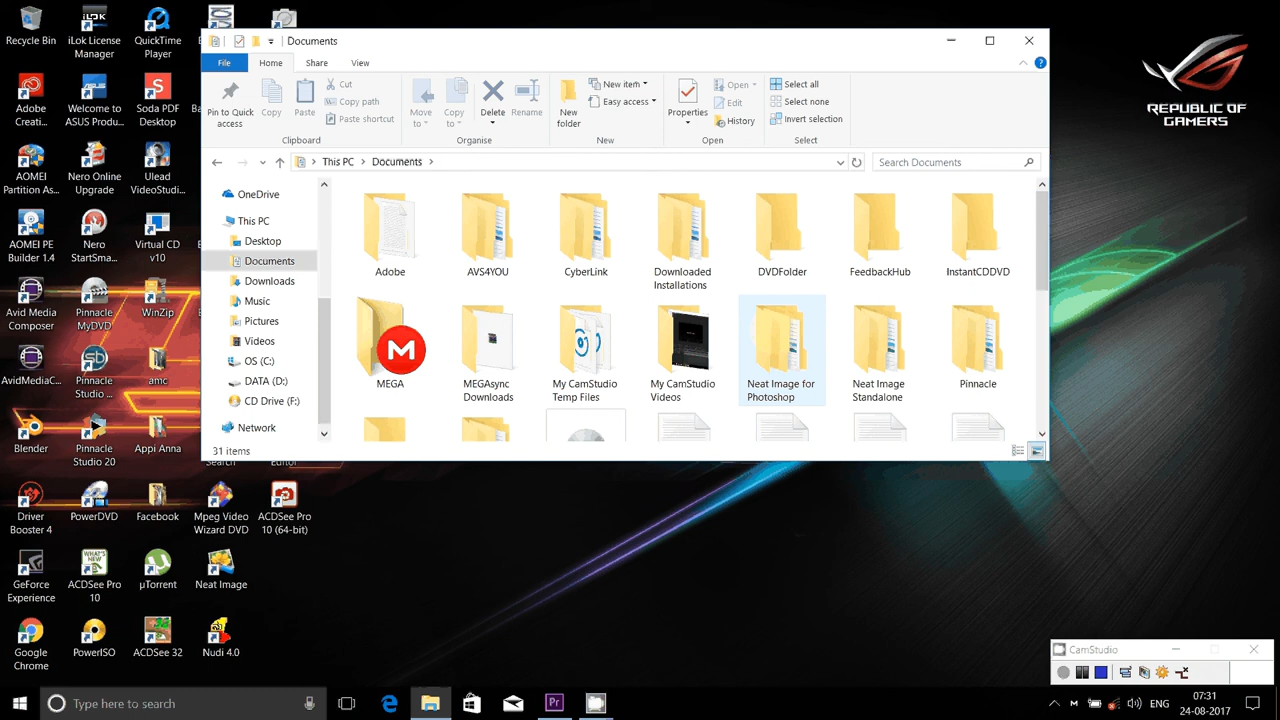 Recycle Bin
iLok License
Manager
QuickTime
Player
Adobe
Creati...
Welcome to
ASUS Produ...
Soda PDF
Desktop
AOMEI
Partition As...
Nero Online
Upgrade
Ulead
VideoStudi...
AOMEI PE
Builder 1.4
Nero
StartSma...
Virtual CD
v10
Avid Media
Composer
Pinnacle
MyDVD
WinZip
AvidMediaC...
Pinnacle
Studio ...
amc
Blender
Pinnacle
Studio 20
Appi Anna
Driver
Booster 4
PowerDVD
Facebook
Mpeg Video
Wizard DVD
ACDSee Pro
10 (64-bit)
GeForce
Experience
ACDSee Pro
10
µTorrent
Neat Image
Google
Chrome
PowerISO
ACDSee 32
Nudi 4.0
Documents
File
Home
Share
View
Pin to Quick
access
Copy
Paste
Cut
Copy path
Paste shortcut
Clipboard
Move
to
Copy
to
Delete
Rename
Organise
New
folder
New item
Easy access
New
Properties
Open
Edit
History
Open
Select all
Select none
Invert selection
Select
This PC > Documents >
Search Documents
OneDrive
This PC
Desktop
Documents
Downloads
Music
Pictures
Videos
OS (C:)
DATA (D:)
CD Drive (F:)
Network
Adobe
AVS4YOU
CyberLink
Downloaded
Installations
DVDFolder
FeedbackHub
InstantCDDVD
MEGA
MEGAsync
Downloads
My CamStudio
Temp Files
My CamStudio
Videos
Neat Image for
Photoshop
Neat Image
Standalone
Pinnacle
31 items
REPUBLIC OF
GAMERS
CamStudio
Type here to search
ENG
07:31
24-08-2017